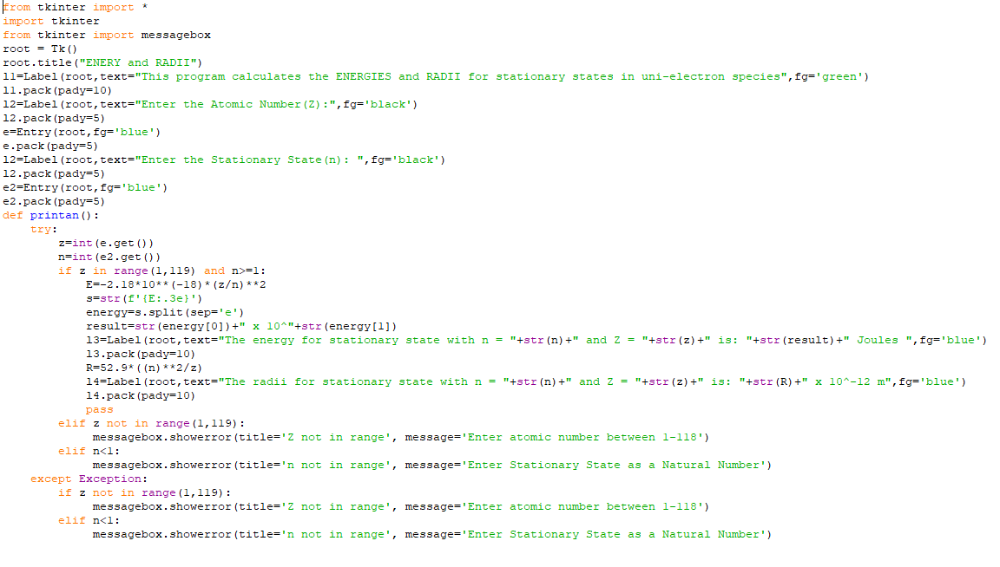 from tkinter import *
import tkinter
from tkinter import messagebox
root = Tk()
root.title("ENERY and RADII")
l1=Label(root,text="This program calculates the ENERGIES and RADII for stationary states in uni-electron species",fg='green')
l1.pack(pady=10)
l2=Label(root,text="Enter the Atomic Number(Z):",fg='black')
l2.pack(pady=5)
e=Entry(root,fg='blue')
e.pack(pady=5)
l2=Label(root,text="Enter the Stationary State(n): ",fg='black')
l2.pack(pady=5)
e2=Entry(root,fg='blue')
e2.pack(pady=5)
def printan():
    try:
        z=int(e.get())
        n=int(e2.get())
        if z in range(1,119) and n>=1:
            E=-2.18*10**(-18)*(z/n)**2
            s=str(f'{E:.3e}')
            energy=s.split(sep='e')
            result=str(energy[0])+" x 10^"+str(energy[1])
            l3=Label(root,text="The energy for stationary state with n = "+str(n)+" and Z = "+str(z)+" is: "+str(result)+" Joules ",fg='blue')
            l3.pack(pady=10)
            R=52.9*((n)**2/z)
            l4=Label(root,text="The radii for stationary state with n = "+str(n)+" and Z = "+str(z)+" is: "+str(R)+" x 10^-12 m",fg='blue')
            l4.pack(pady=10)
            pass
        elif z not in range(1,119):
             messagebox.showerror(title='Z not in range', message='Enter atomic number between 1-118')
        elif n<1:
             messagebox.showerror(title='n not in range', message='Enter Stationary State as a Natural Number')
    except Exception:
        if z not in range(1,119):
             messagebox.showerror(title='Z not in range', message='Enter atomic number between 1-118')
        elif n<1:
             messagebox.showerror(title='n not in range', message='Enter Stationary State as a Natural Number')